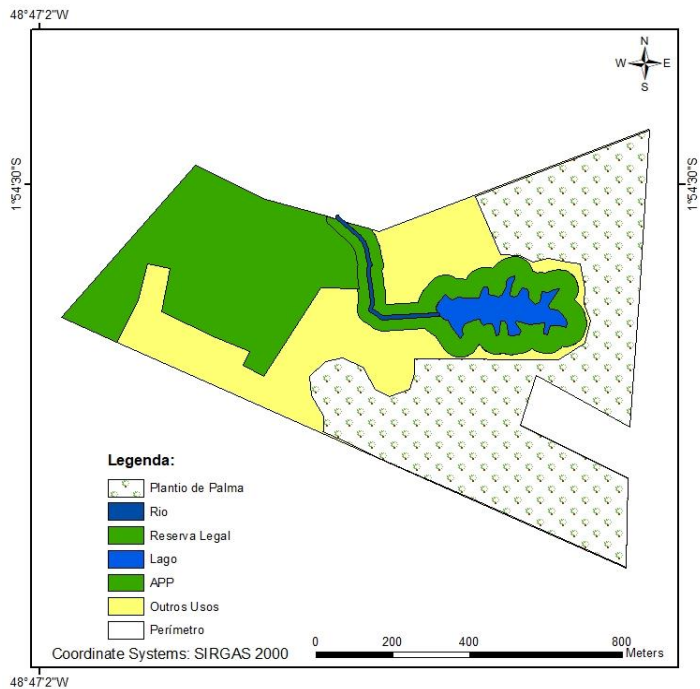 48°47'2"W
N
W E
S
1°54'30"S
1°54'30"S
Legenda:
Plantio de Palma
Rio
Reserva Legal
Lago
APP
Outros Usos
Perímetro
Coordinate Systems: SIRGAS 2000
0 200 400 800 Meters
48°47'2"W